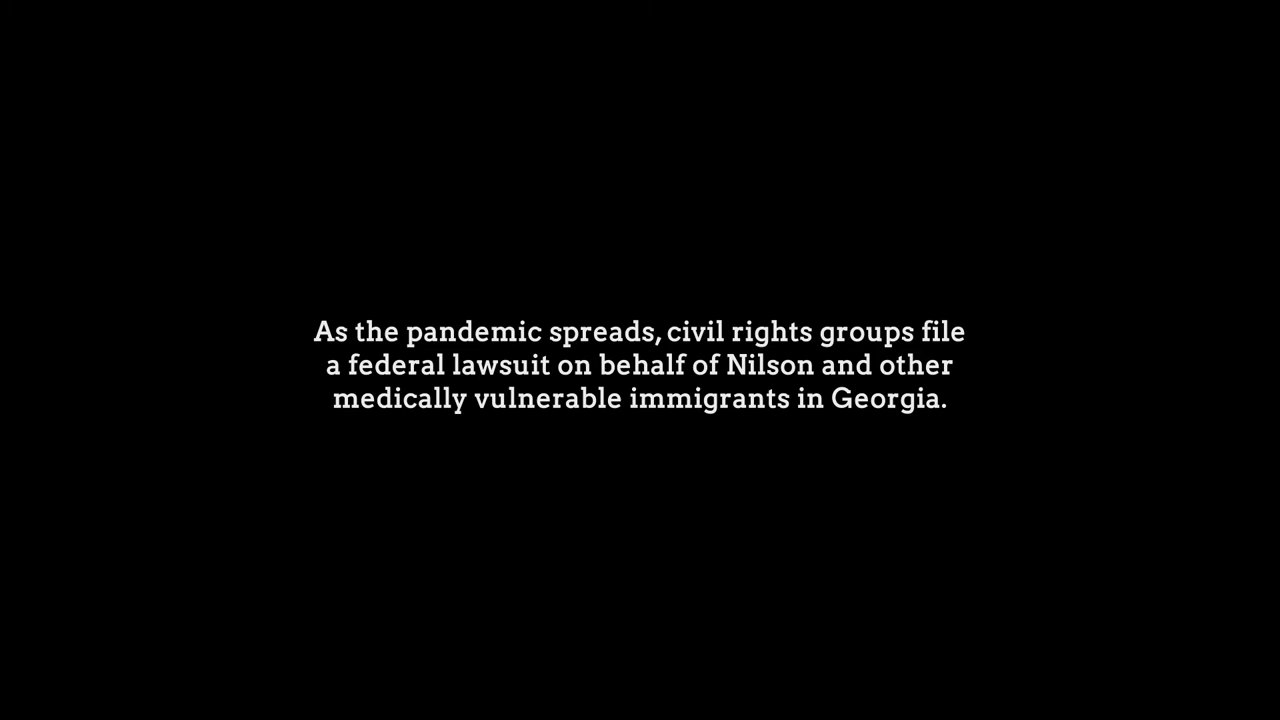 As the pandemic spreads, civil rights groups file
a federal lawsuit on behalf of Nilson and other
medically vulnerable immigrants in Georgia.